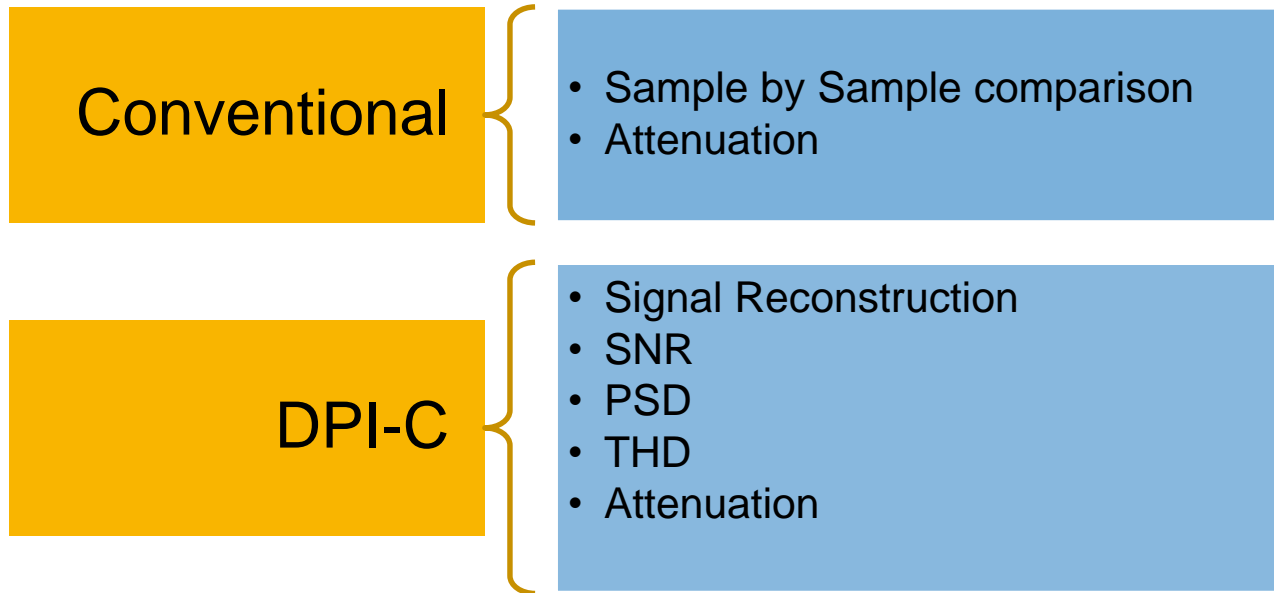 Conventional
• Sample by Sample comparison
• Attenuation
DPI-C
• Signal Reconstruction
• SNR
• PSD
• THD
• Attenuation